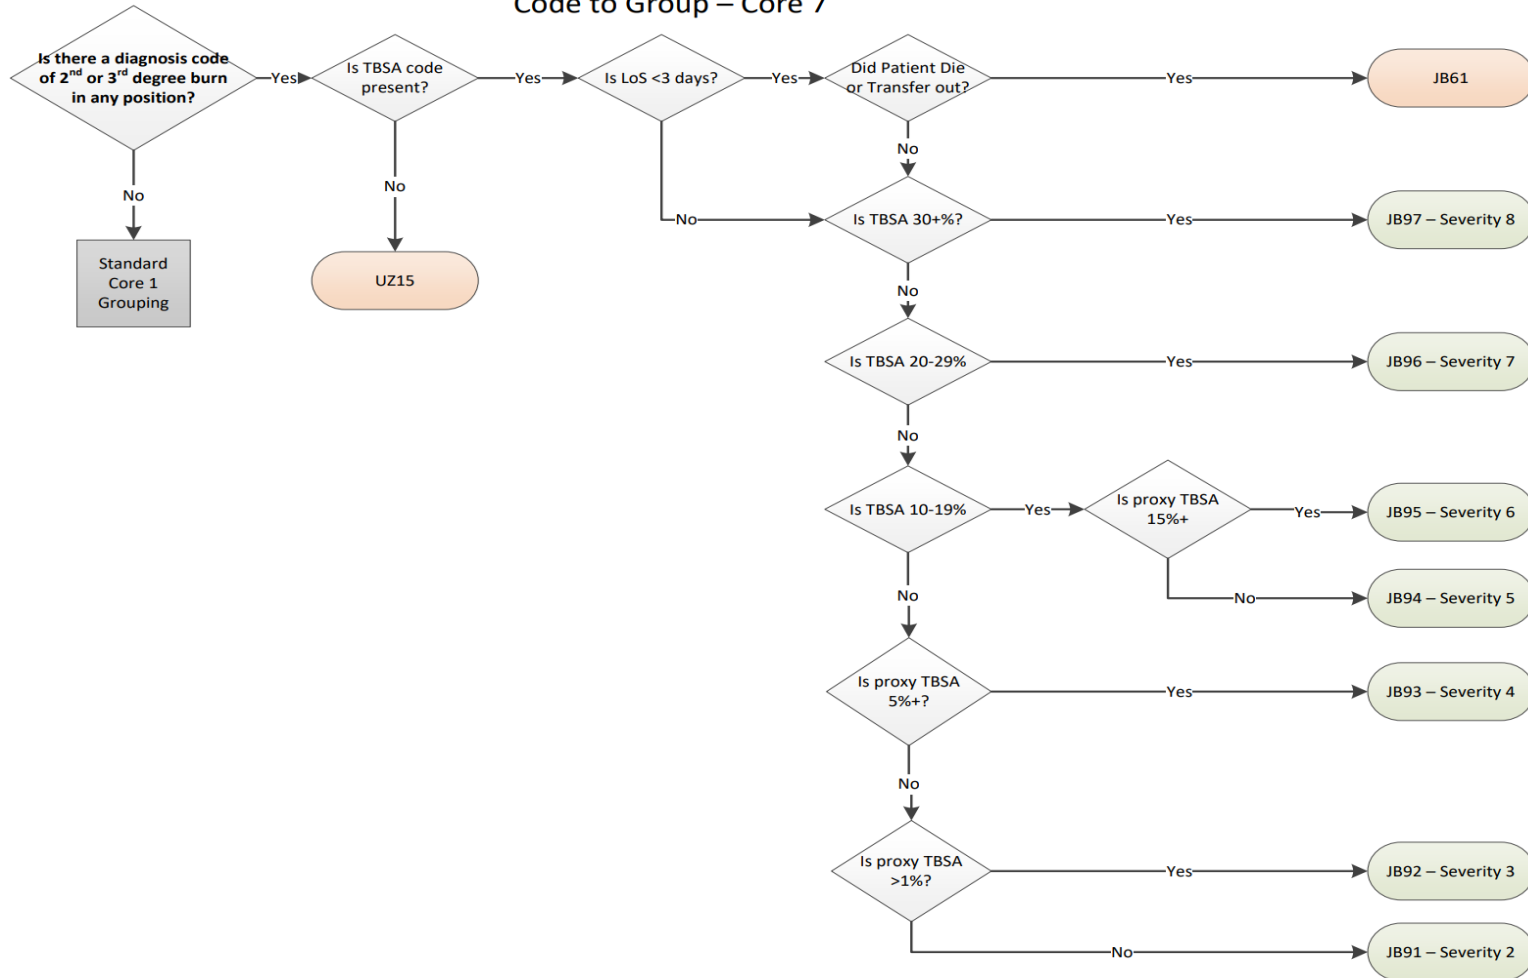 Code to Group – Core 7
Is there a diagnosis code
of 2nd or 3rd degree burn
in any position?
Yes
Is TBSA code
present?
Yes
Is LoS <3 days?
Yes
Did Patient Die
or Transfer out?
Yes
JB61
No
No
No
Standard
Core 1
Grouping
UZ15
No
Is TBSA 30+%?
Yes
JB97 – Severity 8
No
Is TBSA 20-29%
Yes
JB96 – Severity 7
No
Is TBSA 10-19%
Yes
Is proxy TBSA
15%+
Yes
JB95 – Severity 6
No
JB94 – Severity 5
No
Is proxy TBSA
5%+?
Yes
JB93 – Severity 4
No
Is proxy TBSA
>1%?
Yes
JB92 – Severity 3
No
JB91 – Severity 2